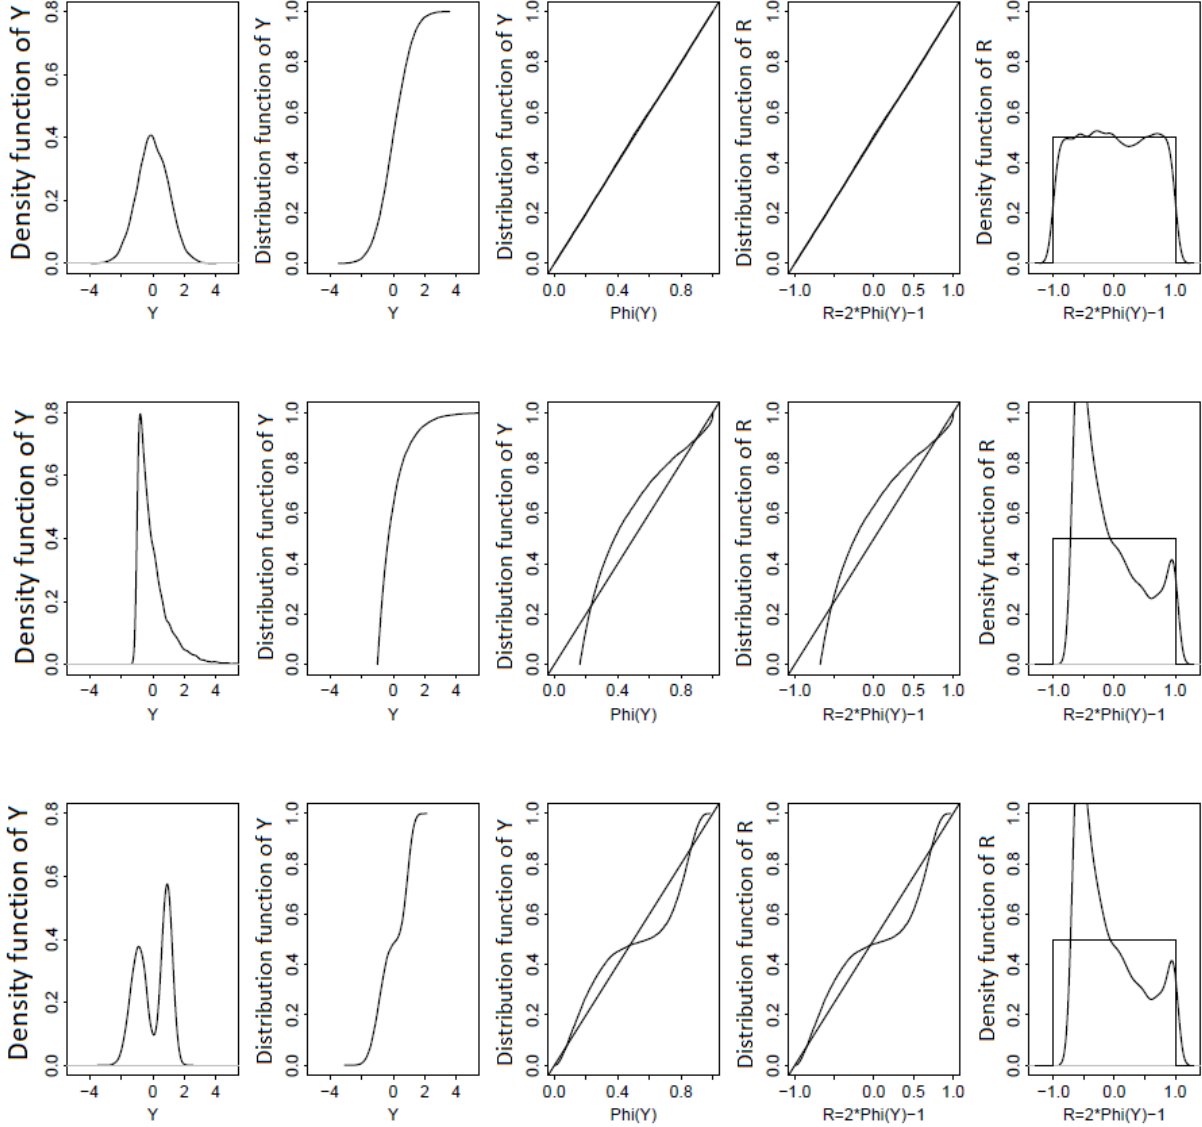 Density function of Y
0.0 0.2 0.4 0.6 0.8
−4 0 2 4
Y
Distribution function of Y
0.0 0.2 0.4 0.6 0.8 1.0
−4 0 2 4
Y
Distribution function of Y
0.0 0.2 0.4 0.6 0.8 1.0
0.0 0.4 0.8
Phi(Y)
Distribution function of R
0.0 0.2 0.4 0.6 0.8 1.0
−1.0 0.0 0.5 1.0
R=2*Phi(Y)−1
Density function of R
0.0 0.2 0.4 0.6 0.8 1.0
−1.0 0.0 1.0
R=2*Phi(Y)−1
Density function of Y
0.0 0.2 0.4 0.6 0.8
−4 0 2 4
Y
Distribution function of Y
0.0 0.2 0.4 0.6 0.8 1.0
−4 0 2 4
Y
Distribution function of Y
0.0 0.2 0.4 0.6 0.8 1.0
0.0 0.4 0.8
Phi(Y)
Distribution function of R
0.0 0.2 0.4 0.6 0.8 1.0
−1.0 0.0 0.5 1.0
R=2*Phi(Y)−1
Density function of R
0.0 0.2 0.4 0.6 0.8 1.0
−1.0 0.0 1.0
R=2*Phi(Y)−1
Density function of Y
0.0 0.2 0.4 0.6 0.8
−4 0 2 4
Y
Distribution function of Y
0.0 0.2 0.4 0.6 0.8 1.0
−4 0 2 4
Y
Distribution function of Y
0.0 0.2 0.4 0.6 0.8 1.0
0.0 0.4 0.8
Phi(Y)
Distribution function of R
0.0 0.2 0.4 0.6 0.8 1.0
−1.0 0.0 0.5 1.0
R=2*Phi(Y)−1
Density function of R
0.0 0.2 0.4 0.6 0.8 1.0
−1.0 0.0 1.0
R=2*Phi(Y)−1